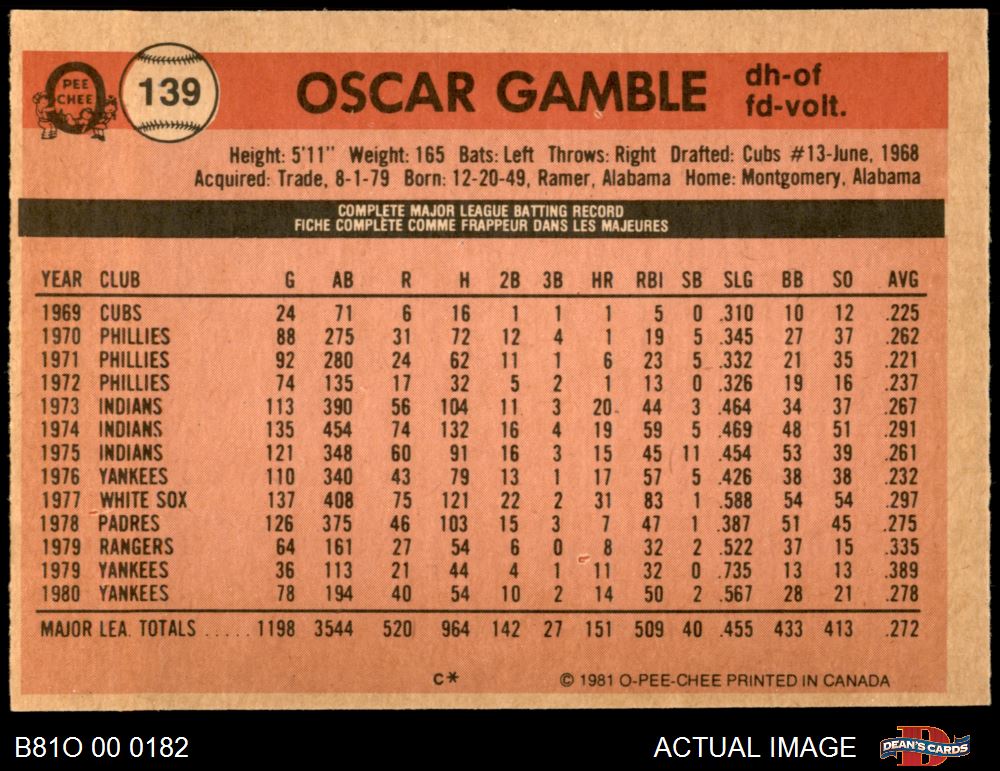 PEE
CHEE
139
OSCAR GAMBLE
dh-of
fd-volt.
Height: 5'11" Weight: 165 Bats: Left Throws: Right Drafted: Cubs #13-June, 1968
Acquired: Trade, 8-1-79 Born: 12-20-49, Ramer, Alabama Home: Montgomery, Alabama
COMPLETE MAJOR LEAGUE BATTING RECORD
FICHE COMPLÈTE COMME FRAPPEUR DANS LES MAJEURES
YEAR CLUB G AB R H 2B 3B HR RBI SB SLG BB SO AVG
1969 CUBS 24 71 6 16 1 1 1 5 0 .310 10 12 .225
1970 PHILLIES 88 275 31 72 12 4 1 19 5 .345 27 37 .262
1971 PHILLIES 92 280 24 62 11 1 6 23 5 .332 21 35 .221
1972 PHILLIES 74 135 17 32 5 2 1 13 0 .326 19 16 .237
1973 INDIANS 113 390 56 104 11 3 20 44 3 .464 34 37 .267
1974 INDIANS 135 454 74 132 16 4 19 59 5 .469 48 51 .291
1975 INDIANS 121 348 60 91 16 3 15 45 11 .454 53 39 .261
1976 YANKEES 110 340 43 79 13 1 17 57 5 .426 38 38 .232
1977 WHITE SOX 137 408 75 121 22 2 31 83 1 .588 54 54 .297
1978 PADRES 126 375 46 103 15 3 7 47 1 .387 51 45 .275
1979 RANGERS 64 161 27 54 6 0 8 32 2 .522 37 15 .335
1979 YANKEES 36 113 21 44 4 1 11 32 0 .735 13 13 .389
1980 YANKEES 78 194 40 54 10 2 14 50 2 .567 28 21 .278
MAJOR LEA. TOTALS ..... 1198 3544 520 964 142 27 151 509 40 .455 433 413 .272
C* © 1981 O-PEE-CHEE PRINTED IN CANADA
B81O 00 0182 ACTUAL IMAGE DEAN'S CARDS